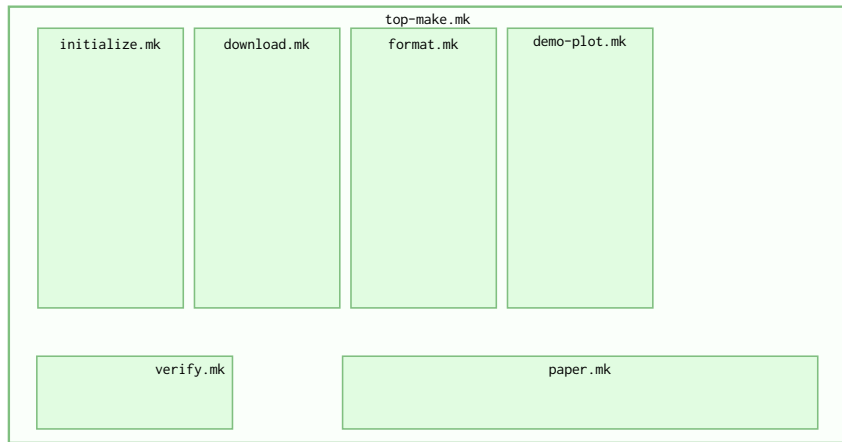 top-make.mk
initialize.mk
download.mk
format.mk
demo-plot.mk
verify.mk
paper.mk